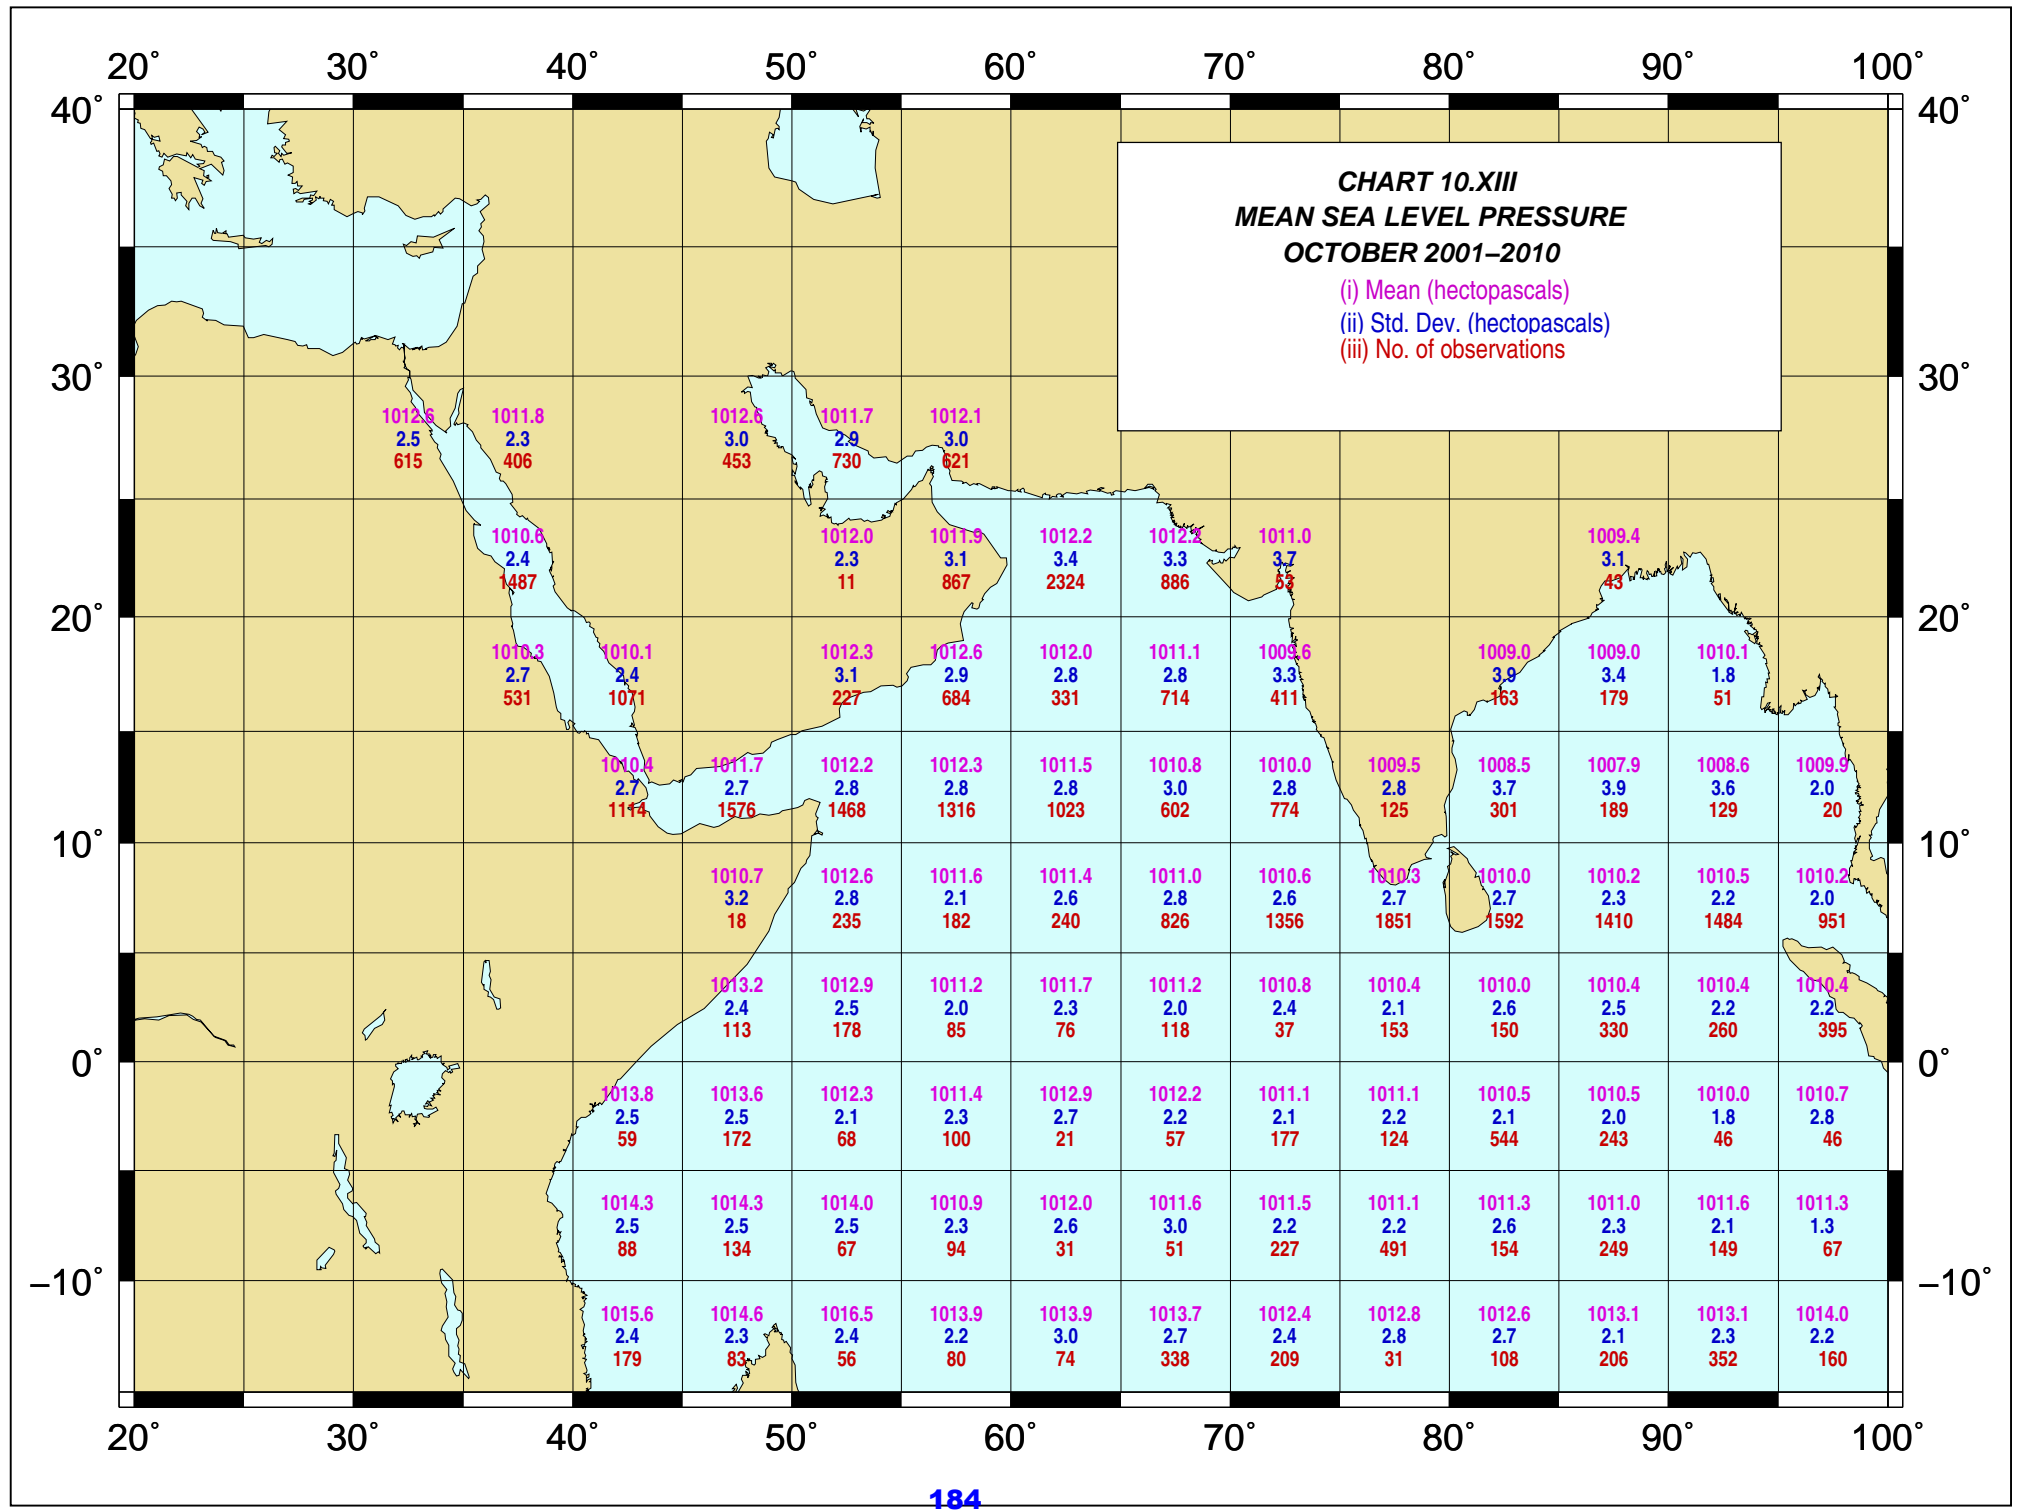 20° 30° 40° 50° 60° 70° 80° 90° 100°
40° 40°
CHART 10.XIII
MEAN SEA LEVEL PRESSURE
OCTOBER 2001–2010
(i) Mean (hectopascals)
(ii) Std. Dev. (hectopascals)
(iii) No. of observations
30° 30°
1012.6 1011.8 1012.6 1011.7 1012.1
2.5 2.3 3.0 2.9 3.0
615 406 453 730 621
1010.6 1012.0 1011.9 1012.2 1012.2 1011.0 1009.4
2.4 2.3 3.1 3.4 3.3 3.7 3.1
1487 11 867 2324 886 53 43
20° 20°
1010.3 1010.1 1012.3 1012.6 1012.0 1011.1 1009.6 1009.0 1009.0 1010.1
2.7 2.4 3.1 2.9 2.8 2.8 3.3 3.9 3.4 1.8
531 1071 227 684 331 714 411 163 179 51
1010.4 1011.7 1012.2 1012.3 1011.5 1010.8 1010.0 1009.5 1008.5 1007.9 1008.6 1009.9
2.7 2.7 2.8 2.8 2.8 3.0 2.8 2.8 3.7 3.9 3.6 2.0
1114 1576 1468 1316 1023 602 774 125 301 189 129 20
10° 10°
1010.7 1012.6 1011.6 1011.4 1011.0 1010.6 1010.3 1010.0 1010.2 1010.5 1010.2
3.2 2.8 2.1 2.6 2.8 2.6 2.7 2.7 2.3 2.2 2.0
18 235 182 240 826 1356 1851 1592 1410 1484 951
1013.2 1012.9 1011.2 1011.7 1011.2 1010.8 1010.4 1010.0 1010.4 1010.4 1010.4
2.4 2.5 2.0 2.3 2.0 2.4 2.1 2.6 2.5 2.2 2.2
113 178 85 76 118 37 153 150 330 260 395
0° 0°
1013.8 1013.6 1012.3 1011.4 1012.9 1012.2 1011.1 1011.1 1010.5 1010.5 1010.0 1010.7
2.5 2.5 2.1 2.3 2.7 2.2 2.1 2.2 2.1 2.0 1.8 2.8
59 172 68 100 21 57 177 124 544 243 46 46
1014.3 1014.3 1014.0 1010.9 1012.0 1011.6 1011.5 1011.1 1011.3 1011.0 1011.6 1011.3
2.5 2.5 2.5 2.3 2.6 3.0 2.2 2.2 2.6 2.3 2.1 1.3
88 134 67 94 31 51 227 491 154 249 149 67
−10° −10°
1015.6 1014.6 1016.5 1013.9 1013.9 1013.7 1012.4 1012.8 1012.6 1013.1 1013.1 1014.0
2.4 2.3 2.4 2.2 3.0 2.7 2.4 2.8 2.7 2.1 2.3 2.2
179 83 56 80 74 338 209 31 108 206 352 160
20° 30° 40° 50° 60° 70° 80° 90° 100°
184